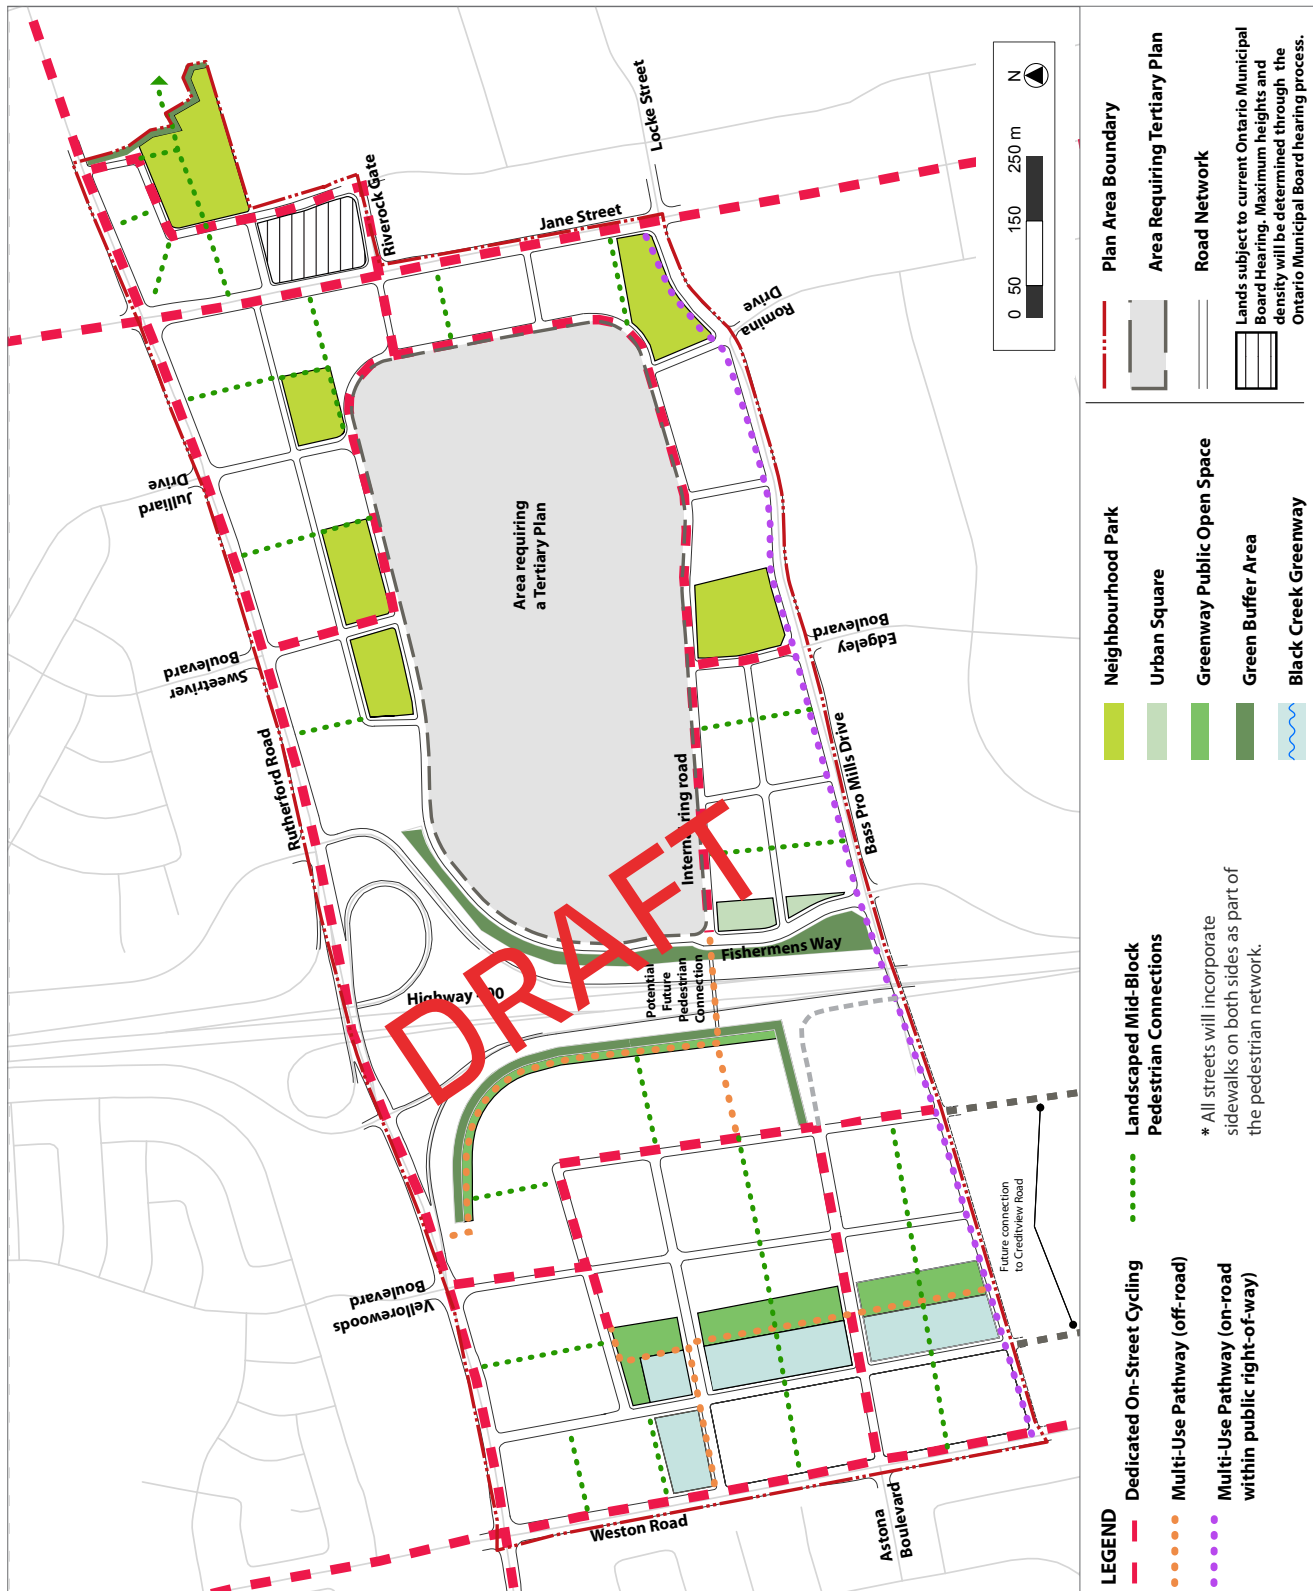 Rutherford Road
Vellorewoods
Boulevard
Sweetriver
Boulevard
Julliard
Drive
Riverock Gate
Jane Street
Locke Street
Romina
Drive
Edgeley
Boulevard
Bass Pro Mills Drive
Fishermens Way
Internal ring road
Area requiring
a Tertiary Plan
Potential
Future
Pedestrian
Connection
Weston Road
Astona
Boulevard
Future connection
to Creditview Road
DRAFT
0 50 150 250 m
N
LEGEND
Dedicated On-Street Cycling
Multi-Use Pathway (off-road)
Multi-Use Pathway (on-road
within public right-of-way)
Landscaped Mid-Block
Pedestrian Connections
* All streets will incorporate
sidewalks on both sides as part of
the pedestrian network.
Neighbourhood Park
Urban Square
Greenway Public Open Space
Green Buffer Area
Black Creek Greenway
Plan Area Boundary
Area Requiring Tertiary Plan
Road Network
Lands subject to current Ontario Municipal
Board Hearing. Maximum heights and
density will be determined through the
Ontario Municipal Board hearing process.